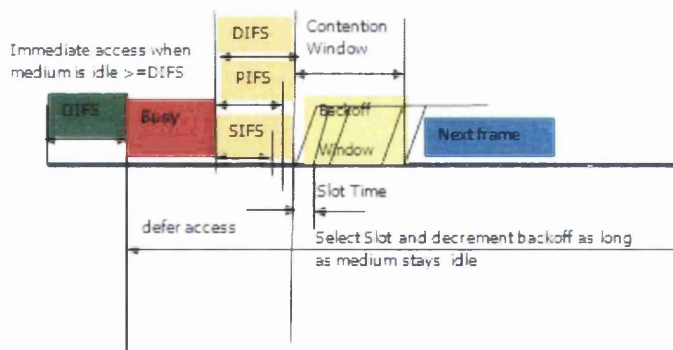 DIFS
Contention
Window
Immediate access when
medium is idle >=DIFS
PIFS
DIFS
Busy
SIFS
Backoff
Window
Next frame
Slot Time
defer access
Select Slot and decrement backoff as long
as medium stays idle